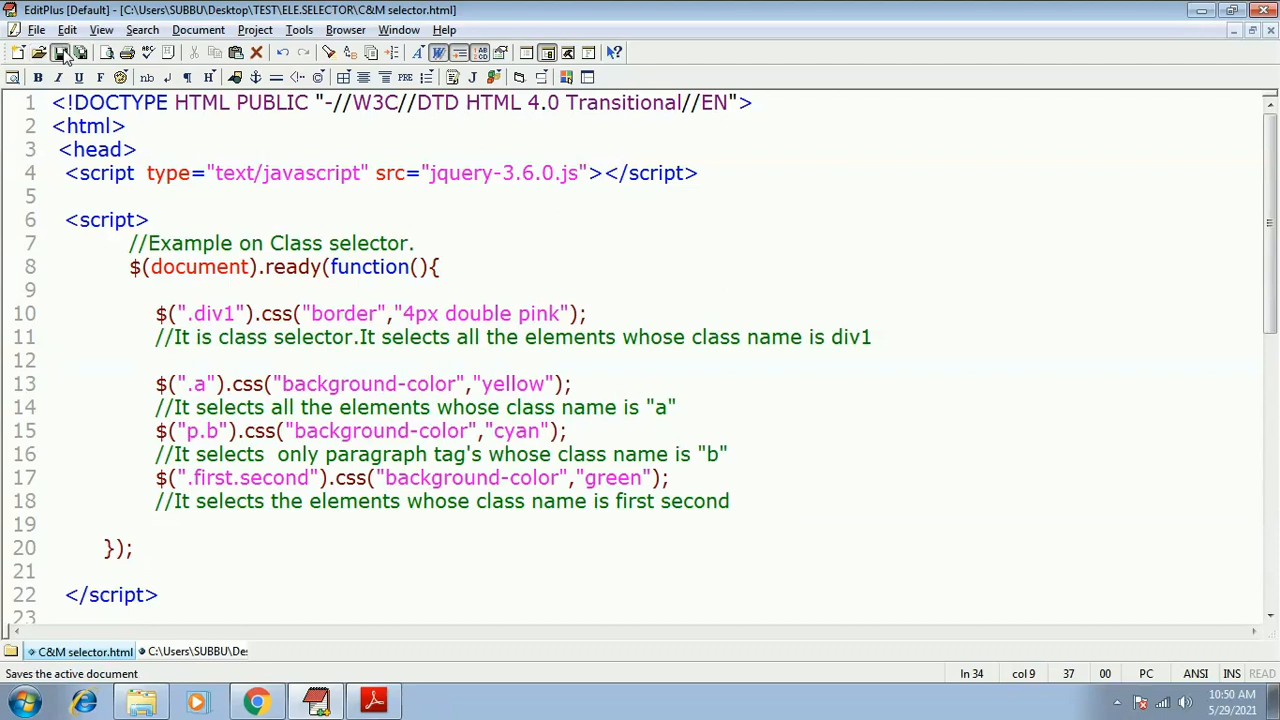 EditPlus [Default] - [C:\Users\SUBBU\Desktop\TEST\ELE.SELECTOR\C&M selector.html]
File Edit View Search Document Project Tools Browser Window Help
1 <!DOCTYPE HTML PUBLIC "-//W3C//DTD HTML 4.0 Transitional//EN">
2 <html>
3 <head>
4 <script type="text/javascript" src="jquery-3.6.0.js"></script>
5
6 <script>
7 //Example on Class selector.
8 $(document).ready(function(){
9
10 $(".div1").css("border","4px double pink");
11 //It is class selector.It selects all the elements whose class name is div1
12
13 $(".a").css("background-color","yellow");
14 //It selects all the elements whose class name is "a"
15 $("p.b").css("background-color","cyan");
16 //It selects  only paragraph tag's whose class name is "b"
17 $(".first.second").css("background-color","green");
18 //It selects the elements whose class name is first second
19
20 });
21
22 </script>
23
C&M selector.html C:\Users\SUBBU\Des
Saves the active document ln 34 col 9 37 00 PC ANSI INS READ
10:50 AM
5/29/2021